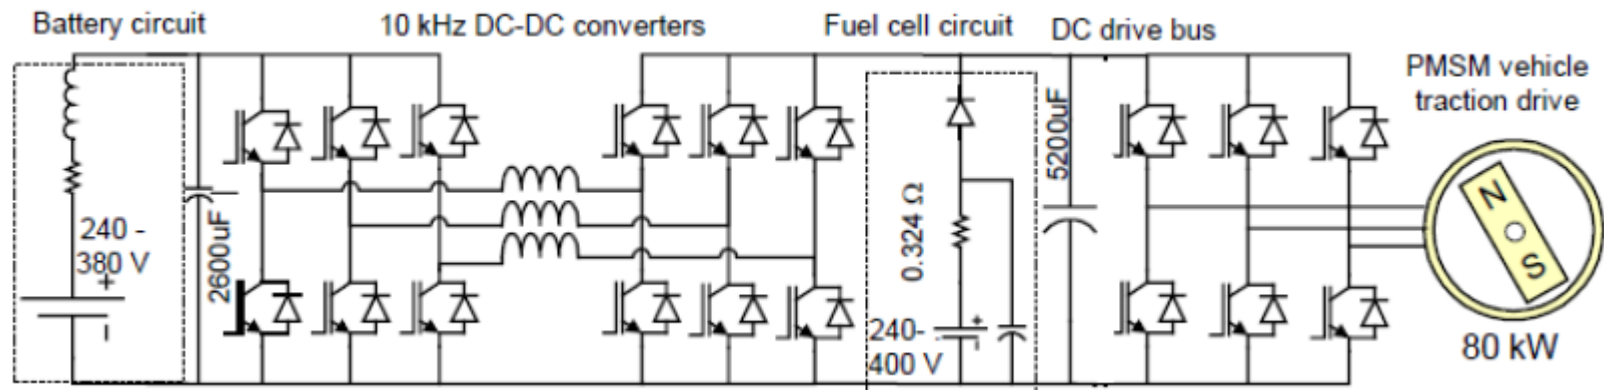 Battery circuit
10 kHz DC-DC converters
Fuel cell circuit
DC drive bus
PMSM vehicle
traction drive
240 -
380 V
+
2600uF
0.324 Ω
240-
400 V
+
5200uF
N
S
80 kW